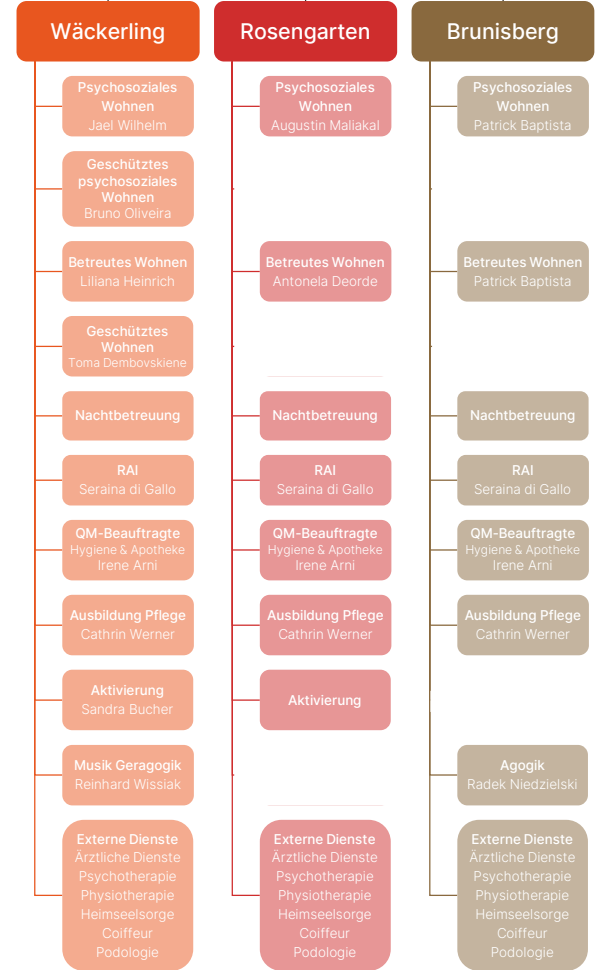 Wäckerling
Psychosoziales
Wohnen
Jael Wilhelm
Geschütztes
psychosoziales
Wohnen
Bruno Oliveira
Betreutes Wohnen
Liliana Heinrich
Geschütztes
Wohnen
Toma Dembovskiene
Nachtbetreuung
RAI
Seraina di Gallo
QM-Beauftragte
Hygiene & Apotheke
Irene Arni
Ausbildung Pflege
Cathrin Werner
Aktivierung
Sandra Bucher
Musik Geragogik
Reinhard Wissiak
Externe Dienste
Ärztliche Dienste
Psychotherapie
Physiotherapie
Heimseelsorge
Coiffeur
Podologie
Rosengarten
Psychosoziales
Wohnen
Augustin Maliakal
Betreutes Wohnen
Antonela Deorde
Nachtbetreuung
RAI
Seraina di Gallo
QM-Beauftragte
Hygiene & Apotheke
Irene Arni
Ausbildung Pflege
Cathrin Werner
Aktivierung
Externe Dienste
Ärztliche Dienste
Psychotherapie
Physiotherapie
Heimseelsorge
Coiffeur
Podologie
Brunisberg
Psychosoziales
Wohnen
Patrick Baptista
Betreutes Wohnen
Patrick Baptista
Nachtbetreuung
RAI
Seraina di Gallo
QM-Beauftragte
Hygiene & Apotheke
Irene Arni
Ausbildung Pflege
Cathrin Werner
Agogik
Radek Niedzielski
Externe Dienste
Ärztliche Dienste
Psychotherapie
Physiotherapie
Heimseelsorge
Coiffeur
Podologie